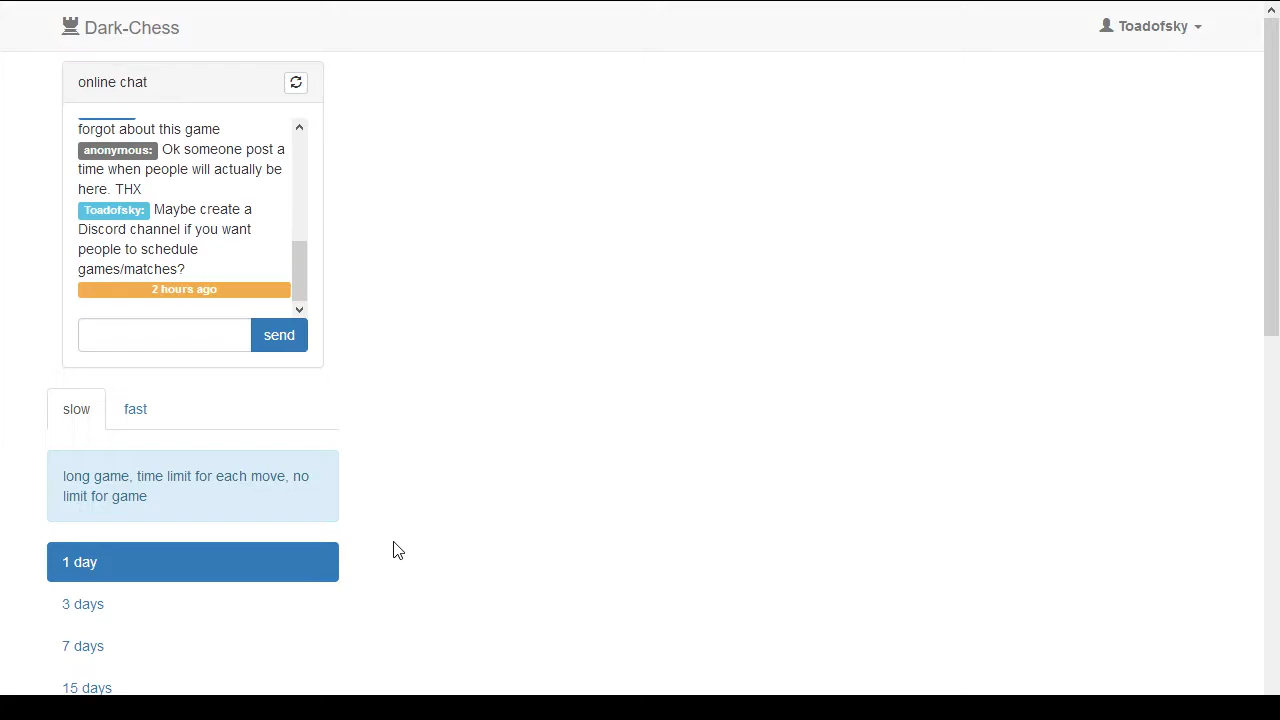 Dark-Chess
Toadofsky
online chat
forgot about this game
anonymous: Ok someone post a
time when people will actually be
here. THX
Toadofsky: Maybe create a
Discord channel if you want
people to schedule
games/matches?
2 hours ago
send
slow
fast
long game, time limit for each move, no
limit for game
1 day
3 days
7 days
15 days